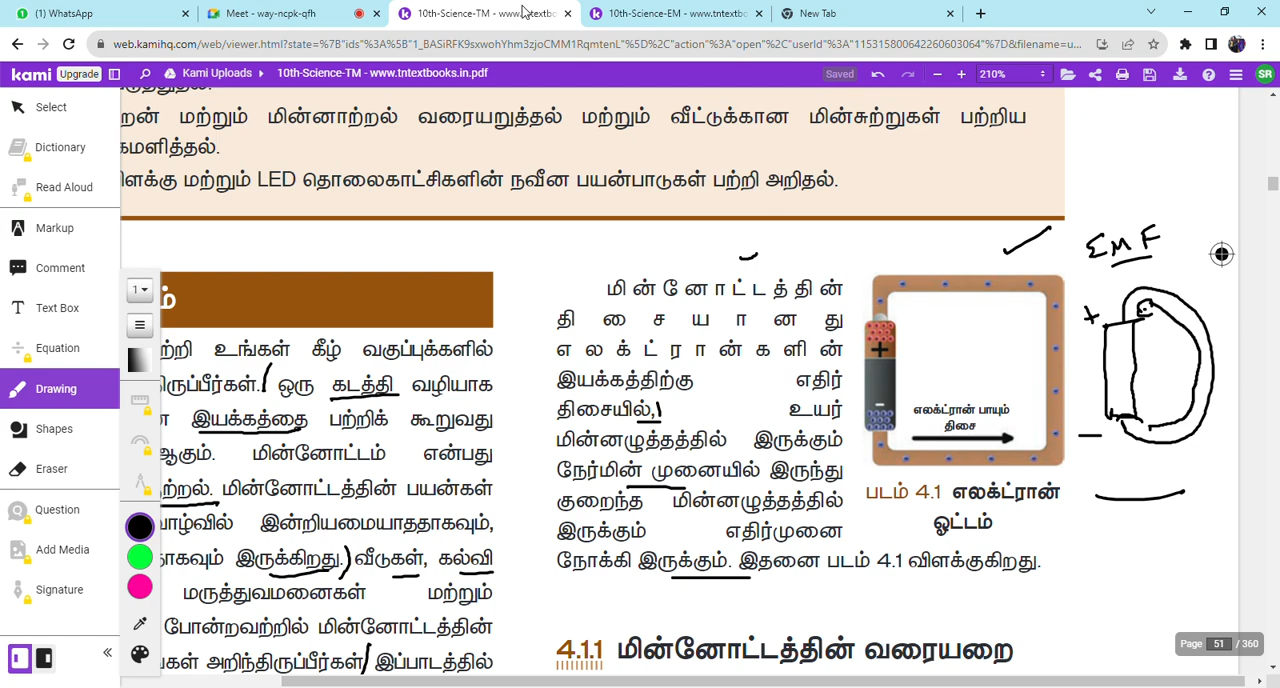 (1) WhatsApp
Meet - way-ncpk-qfh
10th-Science-TM - www.tntextbo
10th-Science-EM - www.tntextbo
New Tab
web.kamihq.com/web/viewer.html?state=%7B"ids"%3A%5B"1_BASiRFK9sxwohYhm3zjoCMM1RqmtenL"%5D%2C"action"%3A"open"%2C"userId"%3A"115315800642260603064"%7D&filename=u...
kami
Upgrade
Kami Uploads
10th-Science-TM - www.tntextbooks.in.pdf
Saved
210%
SR
Select
Dictionary
Read Aloud
Markup
Comment
Text Box
Equation
Drawing
Shapes
Eraser
Question
Add Media
Signature
1
றன் மற்றும் மின்னாற்றல் வரையறுத்தல் மற்றும் வீட்டுக்கான மின்சுற்றுகள் பற்றிய
கமளித்தல்.
ளக்கு மற்றும் LED தொலைகாட்சிகளின் நவீன பயன்பாடுகள் பற்றி அறிதல்.
ம்
ற்றி உங்கள் கீழ் வகுப்புக்களில்
திருப்பீர்கள். ஒரு கடத்தி வழியாக
ன் இயக்கத்தை பற்றிக் கூறுவது
ஆகும். மின்னோட்டம் என்பது
ற்றல். மின்னோட்டத்தின் பயன்கள்
வாழ்வில் இன்றியமையாததாகவும்,
தாகவும் இருக்கிறது. வீடுகள், கல்வி
மருத்துவமனைகள் மற்றும்
போன்றவற்றில் மின்னோட்டத்தின்
கள் அறிந்திருப்பீர்கள் இப்பாடத்தில்
மின்னோட்டத்தின்
திசையானது
எலக்ட்ரான்களின்
இயக்கத்திற்கு எதிர்
திசையில், உயர்
மின்னழுத்தத்தில் இருக்கும்
நேர்மின் முனையில் இருந்து
குறைந்த மின்னழுத்தத்தில்
இருக்கும் எதிர்முனை
நோக்கி இருக்கும். இதனை படம் 4.1 விளக்குகிறது.
+
-
எலக்ட்ரான் பாயும்
திசை
படம் 4.1 எலக்ட்ரான்
ஓட்டம்
EMF
+
-
4.1.1 மின்னோட்டத்தின் வரையறை
Page 51 / 360